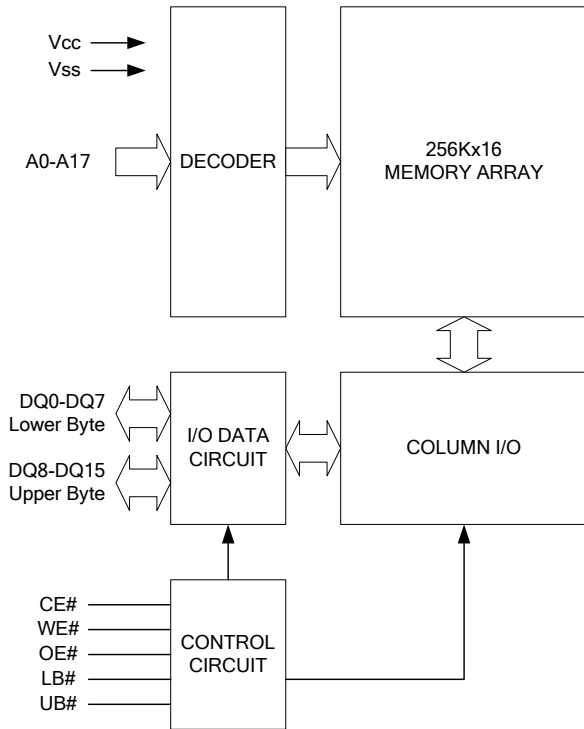 Vcc
Vss
A0-A17
DECODER
256Kx16
MEMORY ARRAY
DQ0-DQ7
Lower Byte
DQ8-DQ15
Upper Byte
I/O DATA
CIRCUIT
COLUMN I/O
CE#
WE#
OE#
LB#
UB#
CONTROL
CIRCUIT